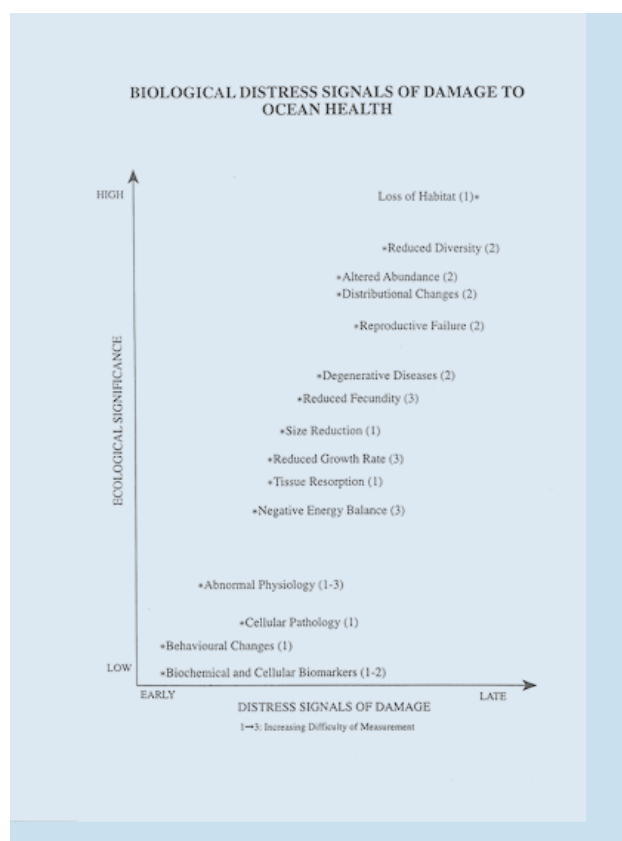 BIOLOGICAL DISTRESS SIGNALS OF DAMAGE TO
OCEAN HEALTH
HIGH
Loss of Habitat (1)*
*Reduced Diversity (2)
*Altered Abundance (2)
*Distributional Changes (2)
*Reproductive Failure (2)
ECOLOGICAL SIGNIFICANCE
*Degenerative Diseases (2)
*Reduced Fecundity (3)
*Size Reduction (1)
*Reduced Growth Rate (3)
*Tissue Resorption (1)
*Negative Energy Balance (3)
*Abnormal Physiology (1-3)
*Cellular Pathology (1)
*Behavioural Changes (1)
LOW
*Biochemical and Cellular Biomarkers (1-2)
EARLY
LATE
DISTRESS SIGNALS OF DAMAGE
1→3: Increasing Difficulty of Measurement